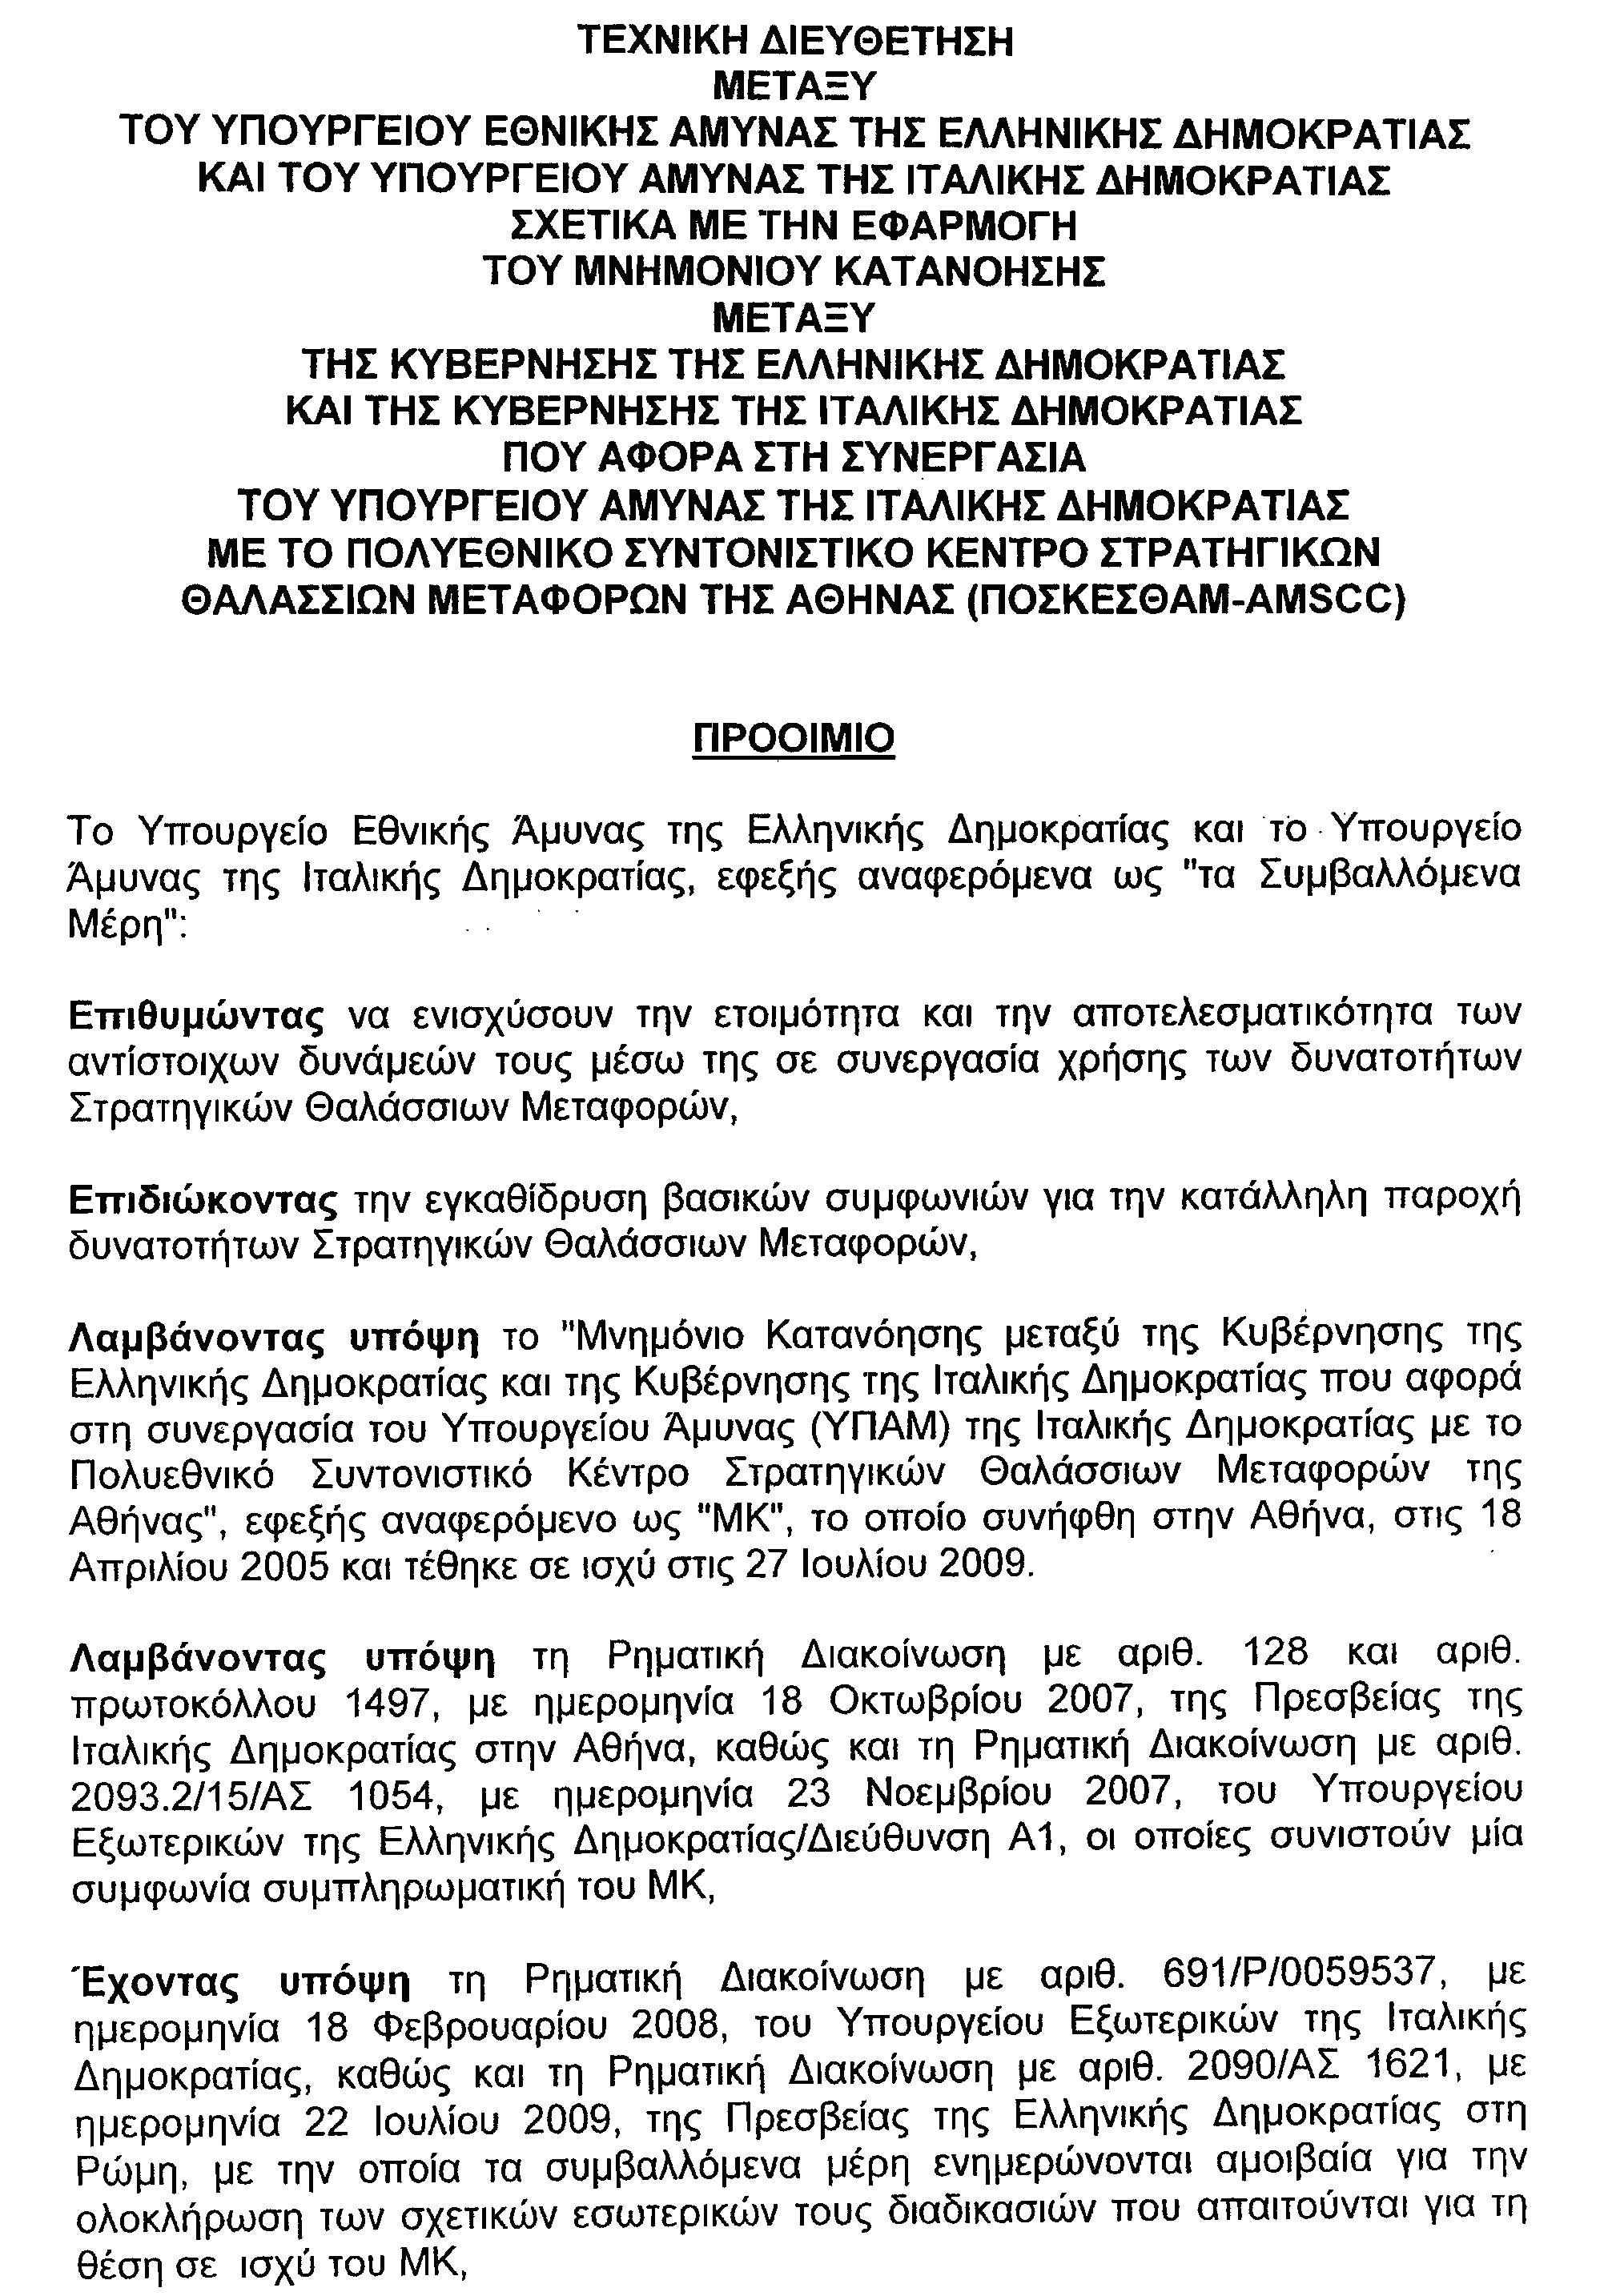 ΤΕΧΝΙΚΗ ΔΙΕΥΘΕΤΗΣΗ
ΜΕΤΑΞΥ
ΤΟΥ ΥΠΟΥΡΓΕΙΟΥ ΕΘΝΙΚΗΣ ΑΜΥΝΑΣ ΤΗΣ ΕΛΛΗΝΙΚΗΣ ΔΗΜΟΚΡΑΤΙΑΣ
ΚΑΙ ΤΟΥ ΥΠΟΥΡΓΕΙΟΥ ΑΜΥΝΑΣ ΤΗΣ ΙΤΑΛΙΚΗΣ ΔΗΜΟΚΡΑΤΙΑΣ
ΣΧΕΤΙΚΑ ΜΕ ΤΗΝ ΕΦΑΡΜΟΓΗ
ΤΟΥ ΜΝΗΜΟΝΙΟΥ ΚΑΤΑΝΟΗΣΗΣ
ΜΕΤΑΞΥ
ΤΗΣ ΚΥΒΕΡΝΗΣΗΣ ΤΗΣ ΕΛΛΗΝΙΚΗΣ ΔΗΜΟΚΡΑΤΙΑΣ
ΚΑΙ ΤΗΣ ΚΥΒΕΡΝΗΣΗΣ ΤΗΣ ΙΤΑΛΙΚΗΣ ΔΗΜΟΚΡΑΤΙΑΣ
ΠΟΥ ΑΦΟΡΑ ΣΤΗ ΣΥΝΕΡΓΑΣΙΑ
ΤΟΥ ΥΠΟΥΡΓΕΙΟΥ ΑΜΥΝΑΣ ΤΗΣ ΙΤΑΛΙΚΗΣ ΔΗΜΟΚΡΑΤΙΑΣ
ΜΕ ΤΟ ΠΟΛΥΕΘΝΙΚΟ ΣΥΝΤΟΝΙΣΤΙΚΟ ΚΕΝΤΡΟ ΣΤΡΑΤΗΓΙΚΩΝ
ΘΑΛΑΣΣΙΩΝ ΜΕΤΑΦΟΡΩΝ ΤΗΣ ΑΘΗΝΑΣ (ΠΟΣΚΕΣΘΑΜ-AMSCC)
ΠΡΟΟΙΜΙΟ
Το Υπουργείο Εθνικής Άμυνας της Ελληνικής Δημοκρατίας και το Υπουργείο
Άμυνας της Ιταλικής Δημοκρατίας, εφεξής αναφερόμενα ως "τα Συμβαλλόμενα
Μέρη":
Επιθυμώντας να ενισχύσουν την ετοιμότητα και την αποτελεσματικότητα των
αντίστοιχων δυνάμεών τους μέσω της σε συνεργασία χρήσης των δυνατοτήτων
Στρατηγικών Θαλάσσιων Μεταφορών,
Επιδιώκοντας την εγκαθίδρυση βασικών συμφωνιών για την κατάλληλη παροχή
δυνατοτήτων Στρατηγικών Θαλάσσιων Μεταφορών,
Λαμβάνοντας υπόψη το "Μνημόνιο Κατανόησης μεταξύ της Κυβέρνησης της
Ελληνικής Δημοκρατίας και της Κυβέρνησης της Ιταλικής Δημοκρατίας που αφορά
στη συνεργασία του Υπουργείου Άμυνας (ΥΠΑΜ) της Ιταλικής Δημοκρατίας με το
Πολυεθνικό Συντονιστικό Κέντρο Στρατηγικών Θαλάσσιων Μεταφορών της
Αθήνας", εφεξής αναφερόμενο ως "ΜΚ", το οποίο συνήφθη στην Αθήνα, στις 18
Απριλίου 2005 και τέθηκε σε ισχύ στις 27 Ιουλίου 2009.
Λαμβάνοντας υπόψη τη Ρηματική Διακοίνωση με αριθ. 128 και αριθ.
πρωτοκόλλου 1497, με ημερομηνία 18 Οκτωβρίου 2007, της Πρεσβείας της
Ιταλικής Δημοκρατίας στην Αθήνα, καθώς και τη Ρηματική Διακοίνωση με αριθ.
2093.2/15/ΑΣ 1054, με ημερομηνία 23 Νοεμβρίου 2007, του Υπουργείου
Εξωτερικών της Ελληνικής Δημοκρατίας/Διεύθυνση Α1, οι οποίες συνιστούν μία
συμφωνία συμπληρωματική του ΜΚ,
Έχοντας υπόψη τη Ρηματική Διακοίνωση με αριθ. 691/P/0059537, με
ημερομηνία 18 Φεβρουαρίου 2008, του Υπουργείου Εξωτερικών της Ιταλικής
Δημοκρατίας, καθώς και τη Ρηματική Διακοίνωση με αριθ. 2090/ΑΣ 1621, με
ημερομηνία 22 Ιουλίου 2009, της Πρεσβείας της Ελληνικής Δημοκρατίας στη
Ρώμη, με την οποία τα συμβαλλόμενα μέρη ενημερώνονται αμοιβαία για την
ολοκλήρωση των σχετικών εσωτερικών τους διαδικασιών που απαιτούνται για τη
θέση σε ισχύ του ΜΚ,